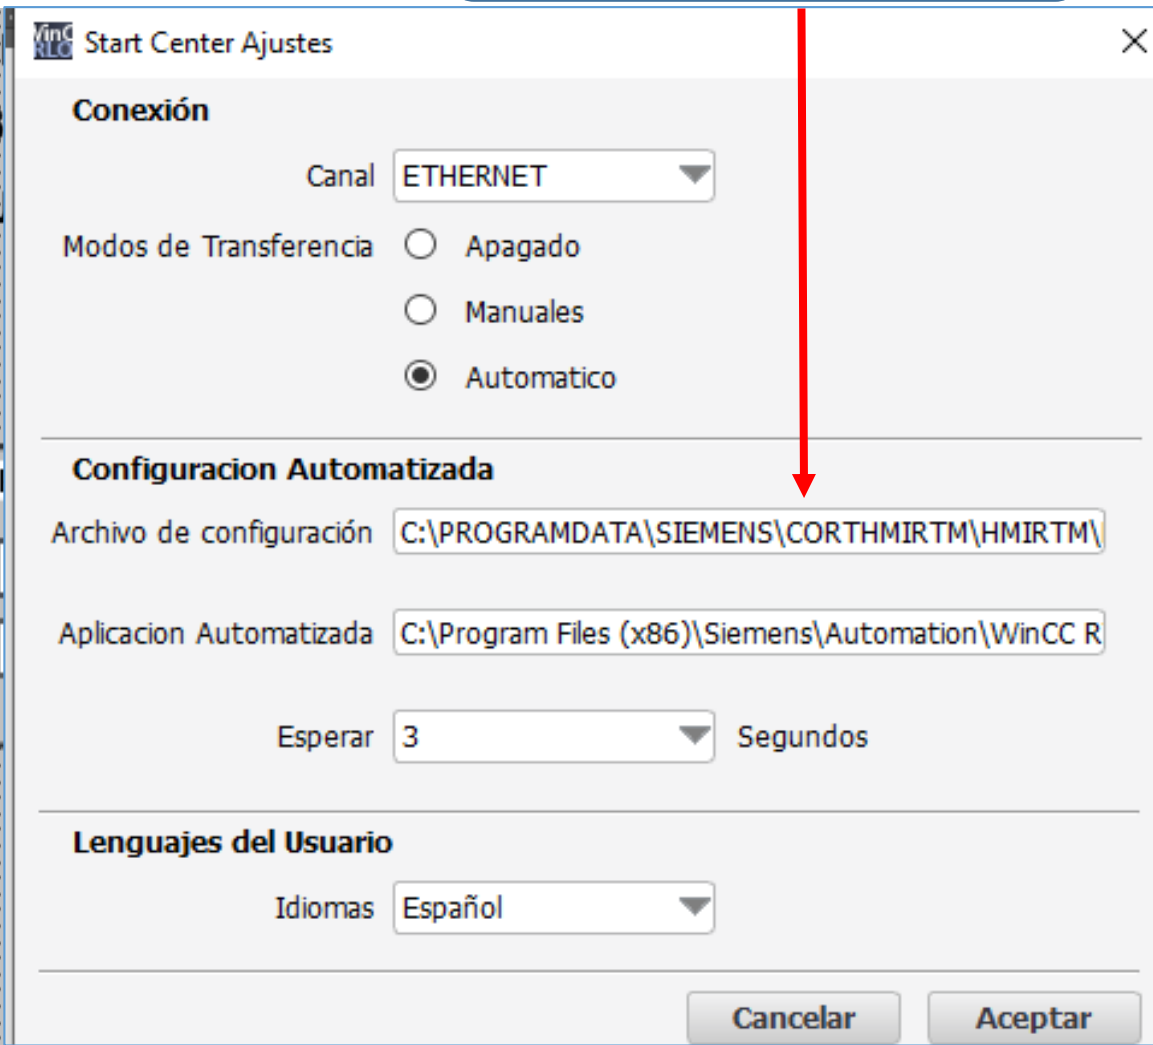 WinC
RLO
Start Center Ajustes
Conexión
Canal ETHERNET
Modos de Transferencia Apagado
Manuales
Automatico
Configuracion Automatizada
Archivo de configuración C:\PROGRAMDATA\SIEMENS\CORTHMIRTM\HMIRTM\
Aplicacion Automatizada C:\Program Files (x86)\Siemens\Automation\WinCC R
Esperar 3 Segundos
Lenguajes del Usuario
Idiomas Español
Cancelar Aceptar